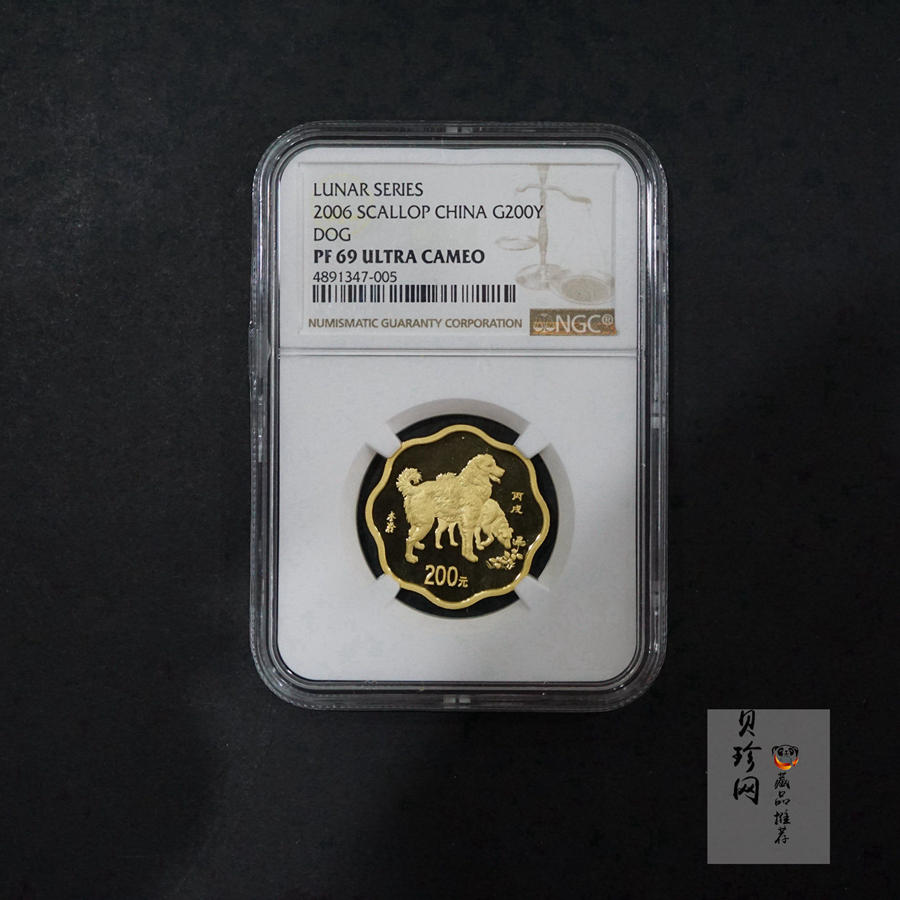 LUNAR SERIES
2006 SCALLOP CHINA G200Y
DOG
PF 69 ULTRA CAMEO
4891347-005
NUMISMATIC GUARANTY CORPORATION
NGC®
丙戌
200元
贝珍网
藏品推荐